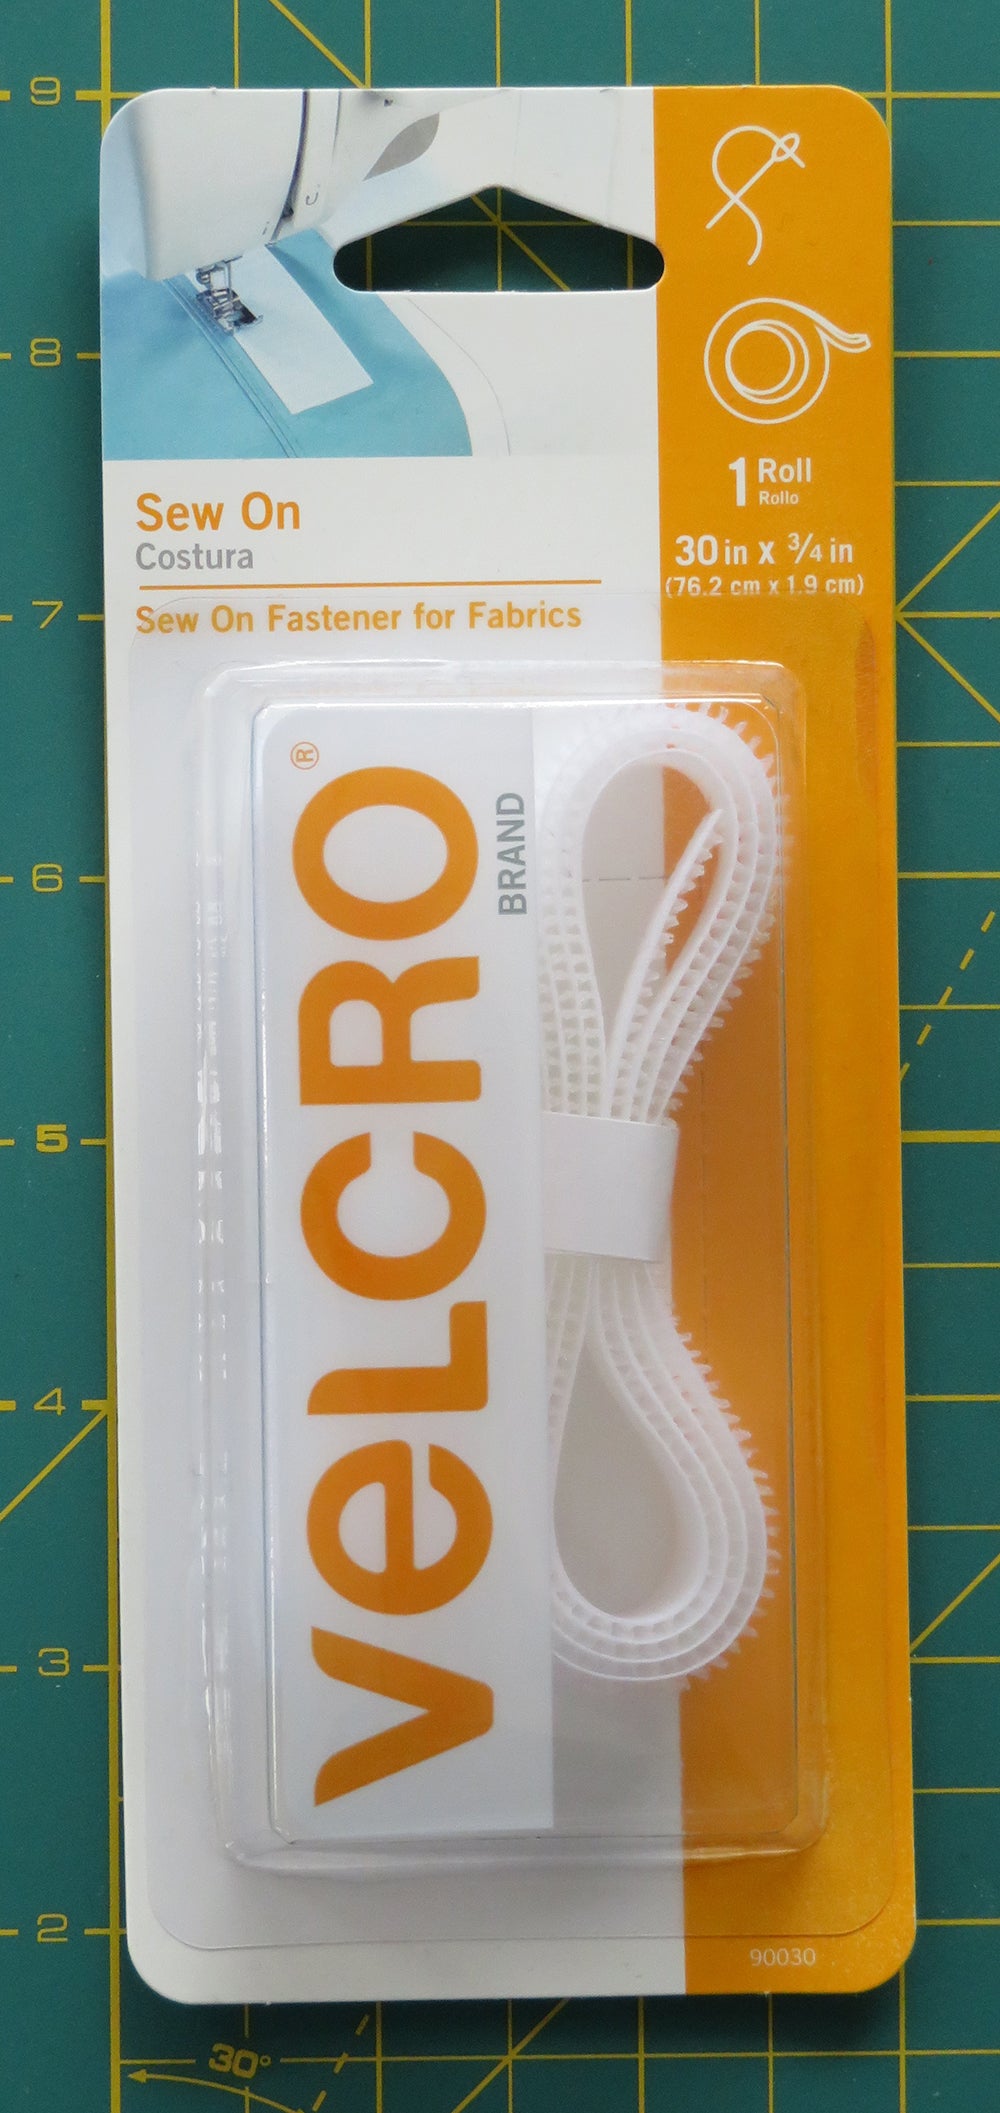 9
8
7
6
5
4
3
2
30°
Sew On
Costura
Sew On Fastener for Fabrics
1 Roll
Rollo
30 in x 3/4 in
(76.2 cm x 1.9 cm)
VELCRO®
BRAND
90030